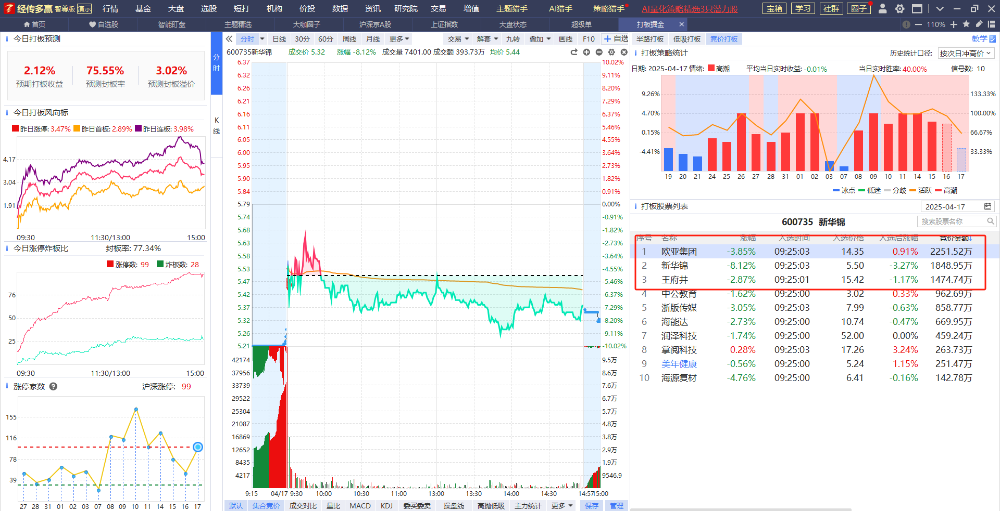 经传多赢 智尊版 演示 行情 基金 大盘 选股 短打 机构 价投 数据 资讯 研究院 交易 增值 主题猎手 AI猎手 策略猎手 AI量化策略精选3只潜力股 宝箱 学习 社群 圈子
首页 自选股 智能盯盘 主题精选 大咖圈子 沪深京A股 上证指数 大盘状态 超级单 打板掘金 110%
今日打板预测
2.12% 75.55% 3.02%
预期打板收益 预测封板率 预测封板溢价
今日打板风向标
昨日涨停: 3.47% 昨日首板: 2.89% 昨日连板: 3.98%
4.17
3.04
1.91
09:30 11:30/13:00 15:00
今日涨停炸板比 封板率: 77.34%
涨停数: 99 炸板数: 28
76
50
25
09:30 11:30/13:00 15:00
涨停家数 沪深涨停: 99
155
116
78
39
27 28 31 01 02 03 07 08 09 10 11 14 15 16 17
分时
K线
分时 日线 30分 60分 周线 月线 更多 交易 解套 九转 叠加 画线 F10 自选
600735新华锦 成交价 5.32 涨幅 -8.12% 成交量 7401.00 成交额 393.73万 均价 5.44
6.37 10.02%
6.32 9.11%
6.26 8.20%
6.21 7.29%
6.16 6.37%
6.11 5.46%
6.05 4.55%
6.00 3.64%
5.95 2.73%
5.90 1.82%
5.84 0.91%
5.79 0.00%
5.74 -0.91%
5.68 -1.82%
5.63 -2.73%
5.58 -3.64%
5.53 -4.55%
5.47 -5.46%
5.42 -6.37%
5.37 -7.29%
5.32 -8.20%
5.26 -9.11%
5.21 -10.02%
42174 9.5万
37956 8.6万
33739 7.6万
29522 6.7万
25304 5.7万
21087 4.8万
16869 3.8万
12652 2.9万
8435 1.9万
4217 9546.9
9:15 04/17 9:30 10:00 10:30 11:00 13:00 13:30 14:00 14:30 14:57 15:00
默认 集合竞价 成交对比 量比 MACD KDJ 委买委卖 操盘线 高抛低吸 主力统计 更多 保存 管理
半路打板 低吸打板 竞价打板 教学
打板策略统计 历史统计口径: 按次日冲高价
日期: 2025-04-17 情绪: 高潮 平均当日实时收益: -0.01% 当日实时胜率: 40.00% 信号数: 10
9.26% 133.33%
4.70% 100.00%
0.15% 66.67%
-4.41% 33.33%
19 20 21 24 25 26 27 28 31 01 02 03 07 08 09 10 11 14 15 16 17
冰点 低迷 分歧 活跃 高潮
打板股票列表 2025-04-17
600735 新华锦 搜索股票名称
序号 名称 涨幅 入选时间 入选价格 入选后涨幅 竞价金额↓
1 欧亚集团 -3.85% 09:25:03 14.35 0.91% 2251.52万
2 新华锦 -8.12% 09:25:03 5.50 -3.27% 1848.95万
3 王府井 -2.87% 09:25:01 15.42 -1.17% 1474.74万
4 中公教育 -1.62% 09:25:00 3.02 0.33% 962.69万
5 浙版传媒 -3.05% 09:25:00 7.99 -0.63% 858.77万
6 海能达 -2.73% 09:25:00 10.74 -0.47% 669.95万
7 润泽科技 -1.74% 09:25:00 52.00 0.00% 459.24万
8 掌阅科技 0.28% 09:25:03 17.26 3.24% 263.73万
9 美年健康 -0.56% 09:25:00 5.24 1.15% 251.47万
10 海源复材 -4.76% 09:25:00 6.41 -0.16% 142.78万